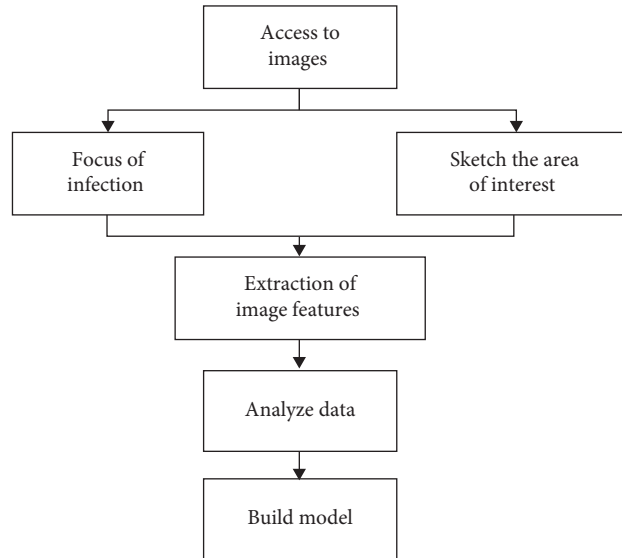 Access to
images
Focus of
infection
Sketch the area
of interest
Extraction of
image features
Analyze data
Build model